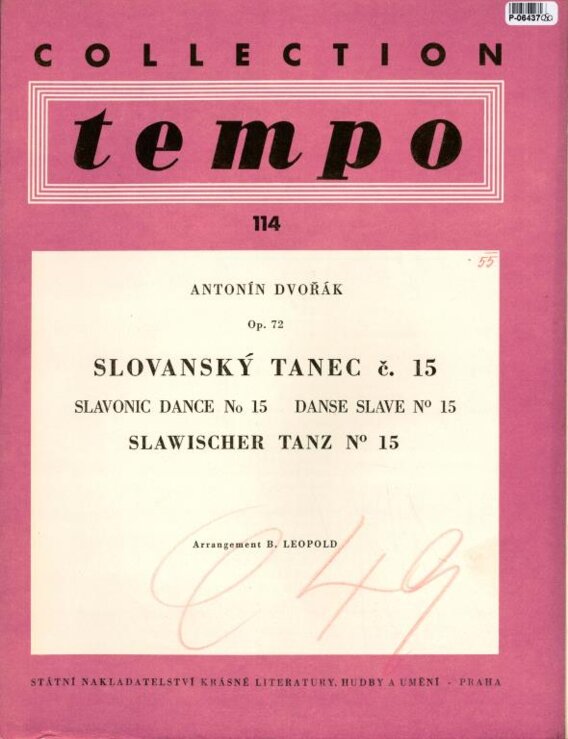 P-06437
COLLECTION
tempo
114
55
ANTONÍN DVOŘÁK
Op. 72
SLOVANSKÝ TANEC č. 15
SLAVONIC DANCE No 15 DANSE SLAVE Nº 15
SLAWISCHER TANZ Nº 15
Arrangement B. LEOPOLD
C 49
STÁTNÍ NAKLADATELSTVÍ KRÁSNÉ LITERATURY, HUDBY A UMĚNÍ - PRAHA